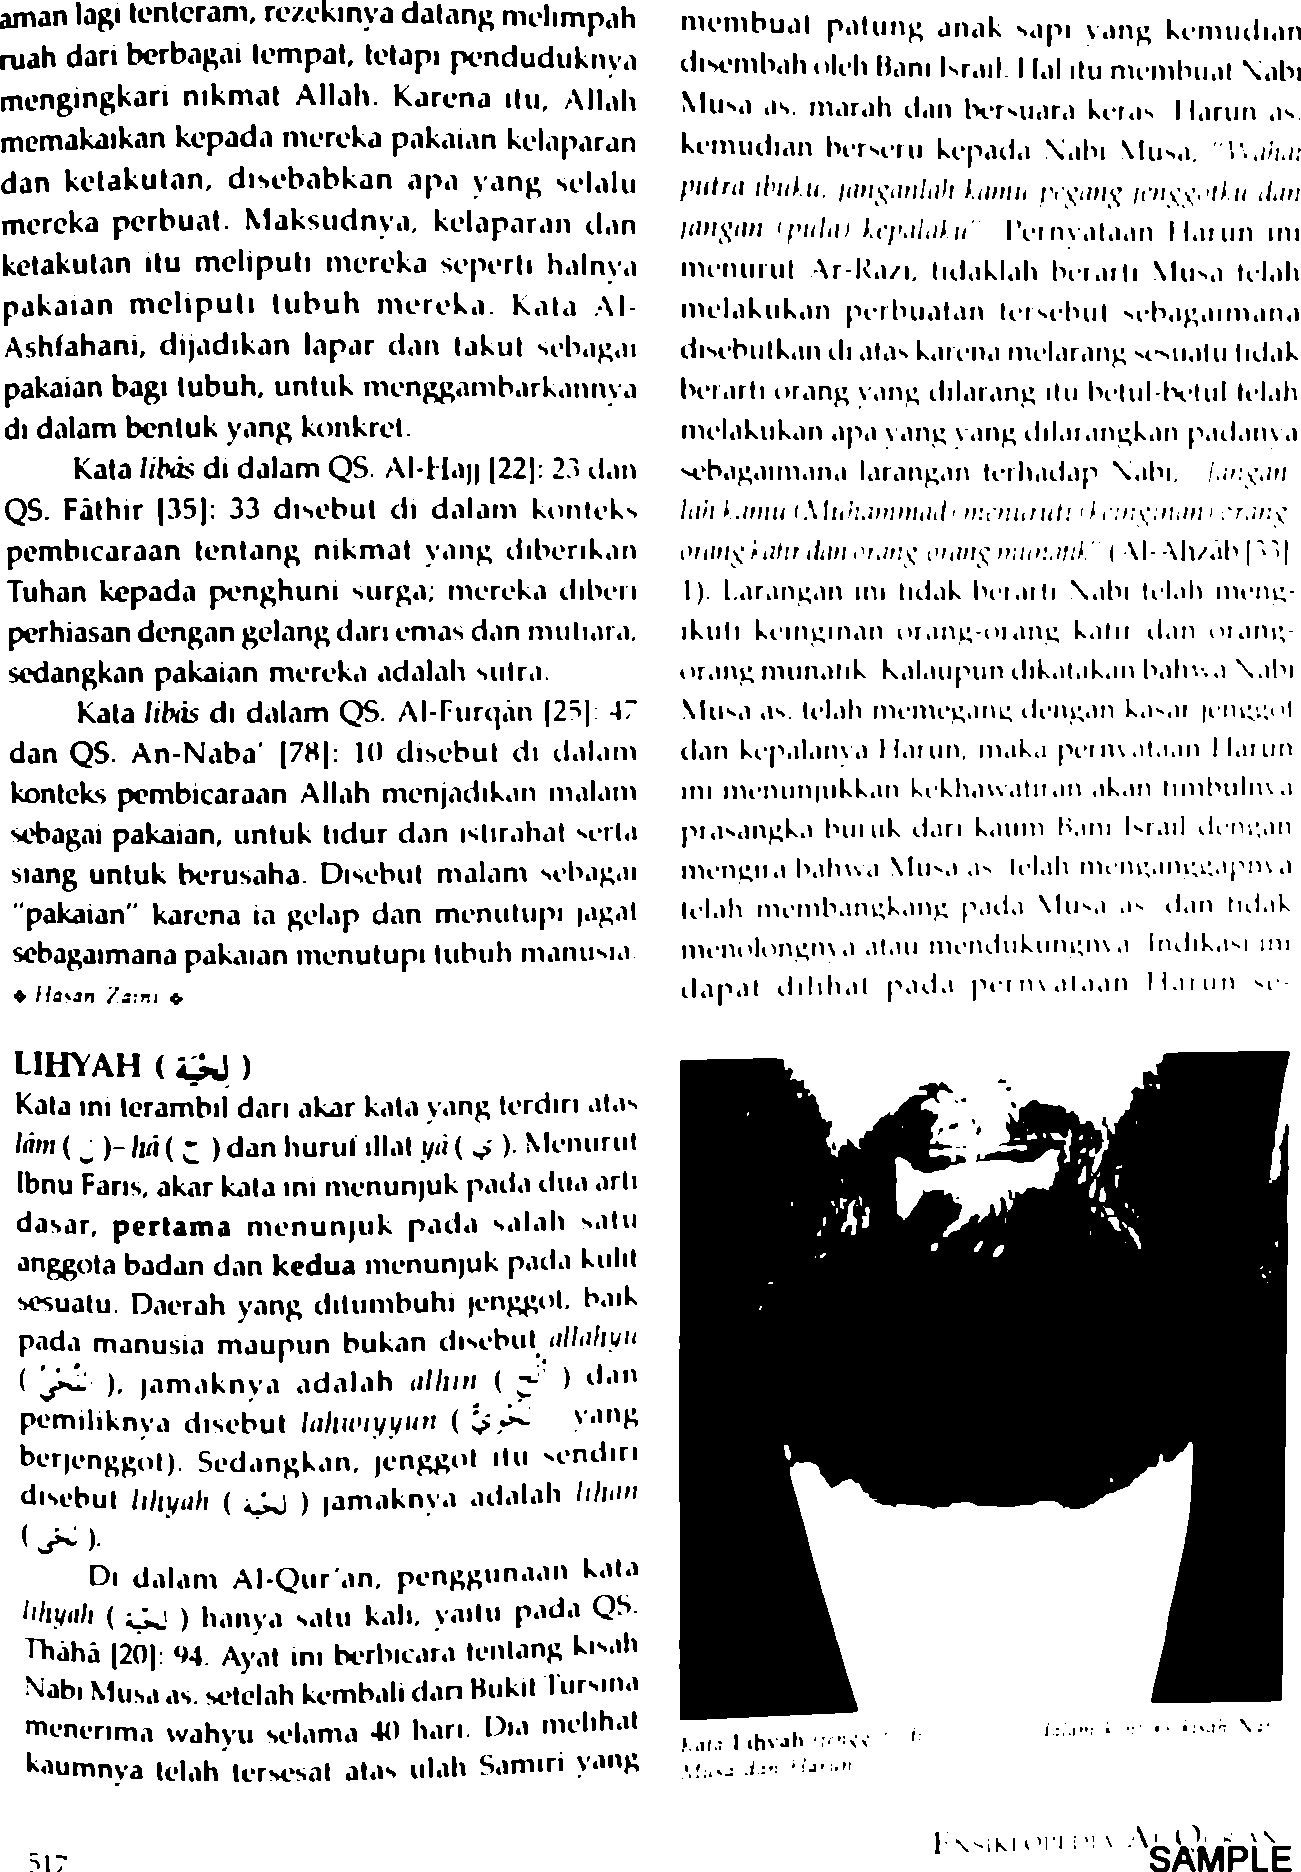 aman lagi tenteram, rezekinya datang melimpah
ruah dari berbagai tempat, tetapi penduduknya
mengingkari nikmat Allah. Karena itu, Allah
memakaikan kepada mereka pakaian kelaparan
dan ketakutan, disebabkan apa yang selalu
mereka perbuat. Maksudnya, kelaparan dan
ketakutan itu meliputi mereka seperti halnya
pakaian meliputi tubuh mereka. Kata Al-
Ashfahani, dijadikan lapar dan takut sebagai
pakaian bagi tubuh, untuk menggambarkannya
di dalam bentuk yang konkret.
Kata libâs di dalam QS. Al-Hajj [22]: 23 dan
QS. Fâthir [35]: 33 disebut di dalam konteks
pembicaraan tentang nikmat yang diberikan
Tuhan kepada penghuni surga; mereka diberi
perhiasan dengan gelang dari emas dan mutiara,
sedangkan pakaian mereka adalah sutra.
Kata libâs di dalam QS. Al-Furqân [25]: 47
dan QS. An-Naba' [78]: 10 disebut di dalam
konteks pembicaraan Allah menjadikan malam
sebagai pakaian, untuk tidur dan istirahat serta
siang untuk berusaha. Disebut malam sebagai
"pakaian" karena ia gelap dan menutupi jagat
sebagaimana pakaian menutupi tubuh manusia.
♦ Hasan Zaini ♦
LIHYAH ( لِحْيَة )
Kata ini terambil dari akar kata yang terdiri atas
lâm ( ل )– hâ ( ح ) dan huruf illat yâ ( ي ). Menurut
Ibnu Faris, akar kata ini menunjuk pada dua arti
dasar, pertama menunjuk pada salah satu
anggota badan dan kedua menunjuk pada kulit
sesuatu. Daerah yang ditumbuhi jenggot, baik
pada manusia maupun bukan disebut allahyu
( ), jamaknya adalah alhin ( ) dan
pemiliknya disebut lahwiyyun ( yang
berjenggot). Sedangkan, jenggot itu sendiri
disebut lihyah ( لحية ) jamaknya adalah lihan
( لحى ).
Di dalam Al-Qur'an, penggunaan kata
lihyah ( لحية ) hanya satu kali, yaitu pada QS.
Thâhâ [20]: 94. Ayat ini berbicara tentang kisah
Nabi Musa as. setelah kembali dari Bukit Tursina
menerima wahyu selama 40 hari. Dia melihat
kaumnya telah tersesat atas ulah Samiri yang
membuat patung anak sapi yang kemudian
disembah oleh Bani Israil. Hal itu membuat Nabi
Musa as. marah dan bersuara keras. Harun as.
kemudian berseru kepada Nabi Musa, "Wahai
putra ibuku, janganlah kamu pegang jenggotku dan
jangan (pula) kepalaku" Pernyataan Harun ini
menurut Ar-Razi, tidaklah berarti Musa telah
melakukan perbuatan tersebut sebagaimana
disebutkan di atas karena melarang sesuatu tidak
berarti orang yang dilarang itu betul-betul telah
melakukan apa yang yang dilarangkan padanya
sebagaimana larangan terhadap Nabi, Jangan
lah kamu (Muhammad) menuruti (keinginan) orang
orang kafir dan orang orang munafik" (Al-Ahzâb [33]
1). Larangan ini tidak berarti Nabi telah meng-
ikuti keinginan orang-orang kafir dan orang-
orang munafik. Kalaupun dikatakan bahwa Nabi
Musa as. telah memegang dengan kasar jenggot
dan kepalanya Harun, maka pernyataan Harun
ini menunjukkan kekhawatiran akan timbulnya
prasangka buruk dari kaum Bani Israil dengan
mengira bahwa Musa as. telah menganggapnya
telah membangkang pada Musa as. dan tidak
menolongnya atau mendukungnya. Indikasi ini
dapat dilihat pada pernyataan Harun se-
Kata Lihyah dalam kisah
Musa dan Harun
517
ENSIKLOPEDIA AL-QUR'AN
SAMPLE